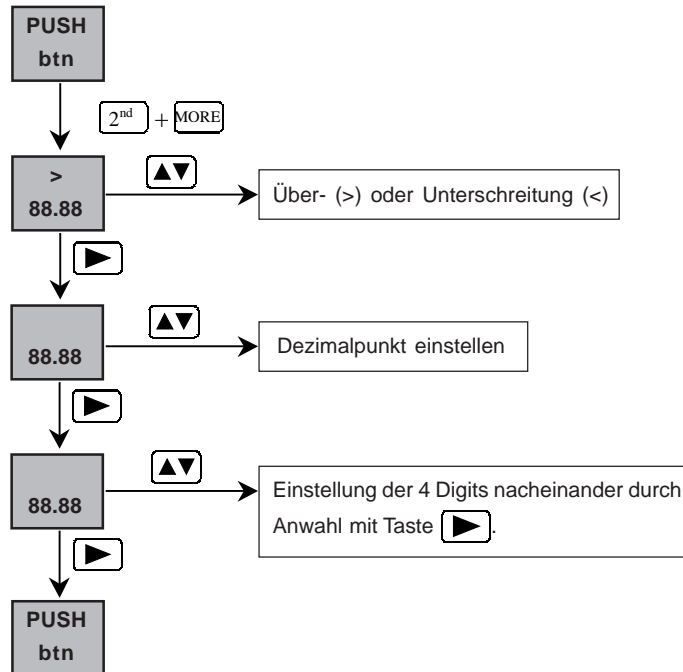 PUSH
btn
2nd + MORE
>
88.88
▲▼
Über- (>) oder Unterschreitung (<)
►
88.88
▲▼
Dezimalpunkt einstellen
►
88.88
▲▼
Einstellung der 4 Digits nacheinander durch
Anwahl mit Taste ►.
►
PUSH
btn